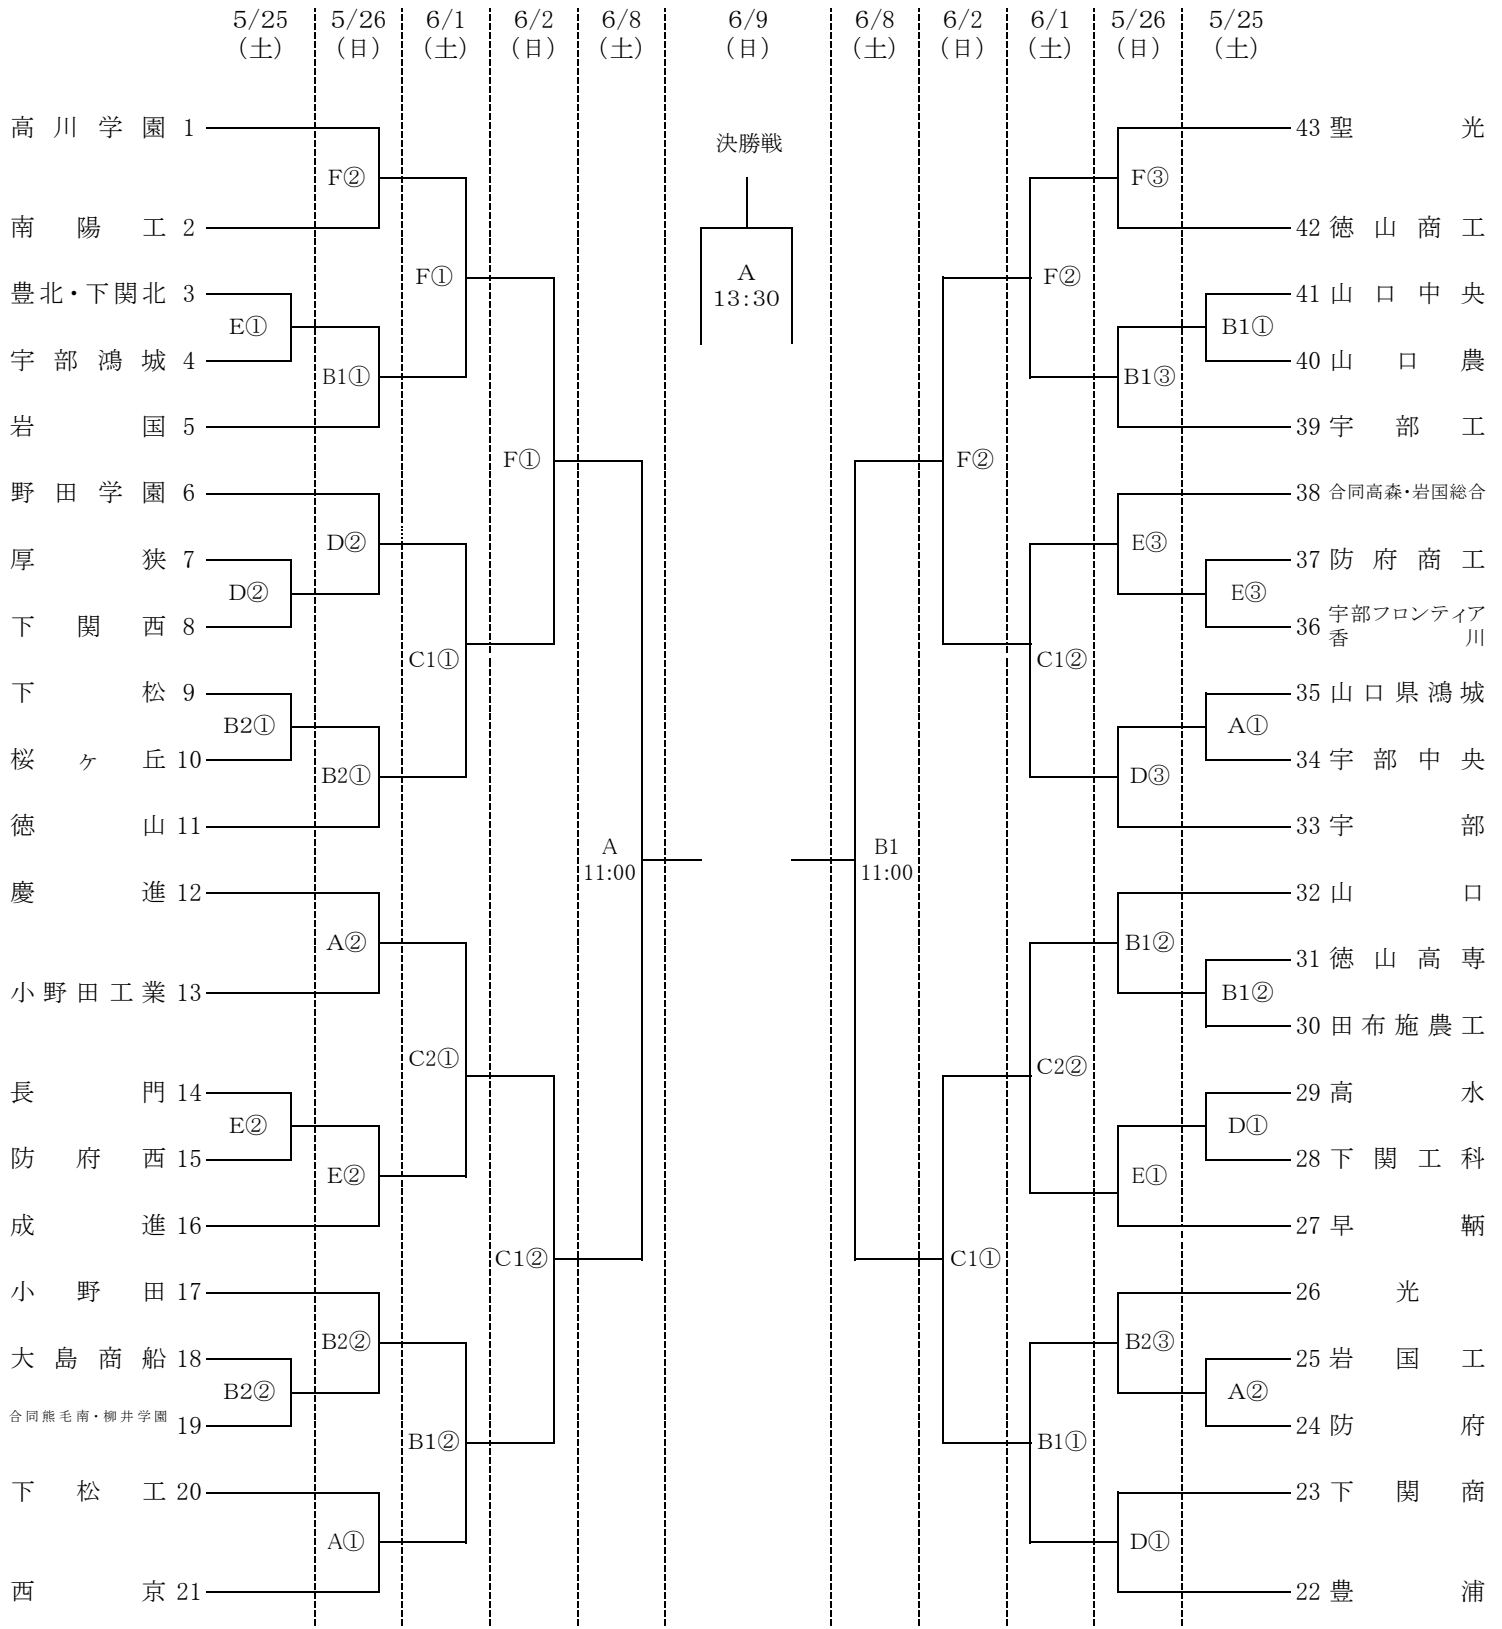 5/25 5/26 6/1 6/2 6/8 6/9 6/8 6/2 6/1 5/26 5/25
(土) (日) (土) (日) (土) (日) (土) (日) (土) (日) (土)
高川学園 1
南陽工 2
豊北・下関北 3
宇部鴻城 4
岩国 5
野田学園 6
厚狭 7
下関西 8
下松 9
桜ヶ丘 10
徳山 11
慶進 12
小野田工業 13
長門 14
防府西 15
成進 16
小野田 17
大島商船 18
合同熊毛南・柳井学園 19
下松工 20
西京 21
E①
D②
B2①
E②
B2②
F②
B1①
D②
B2①
A②
E②
B2②
A①
F①
C1①
C2①
B1②
F①
C1②
A
11:00
決勝戦
A
13:30
B1
11:00
F②
C1①
F②
C1②
C2②
B1①
F③
B1③
E③
D③
B1②
E①
B2③
D①
B1①
E③
A①
B1②
D①
A②
43 聖光
42 徳山商工
41 山口中央
40 山口農
39 宇部工
38 合同高森・岩国総合
37 防府商工
36 宇部フロンティア
香川
35 山口県鴻城
34 宇部中央
33 宇部
32 山口
31 徳山高専
30 田布施農工
29 高水
28 下関工科
27 早鞆
26 光
25 岩国工
24 防府
23 下関商
22 豊浦